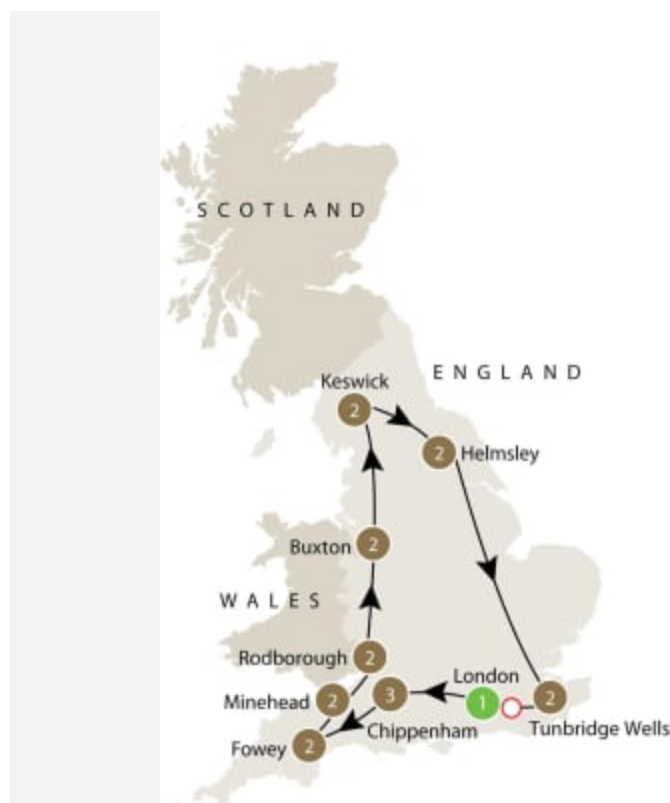 SCOTLAND
ENGLAND
Keswick
2
2 Helmsley
Buxton 2
WALES
Rodborough 2
London
Minehead 2
3
1
2
Chippenham
Tunbridge Wells
Fowey 2